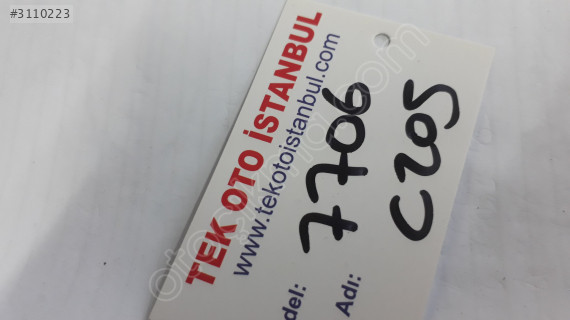 #3110223
TEK OTO İSTANBUL
www.tekotoistanbul.com
del: 7706
Adı: C205